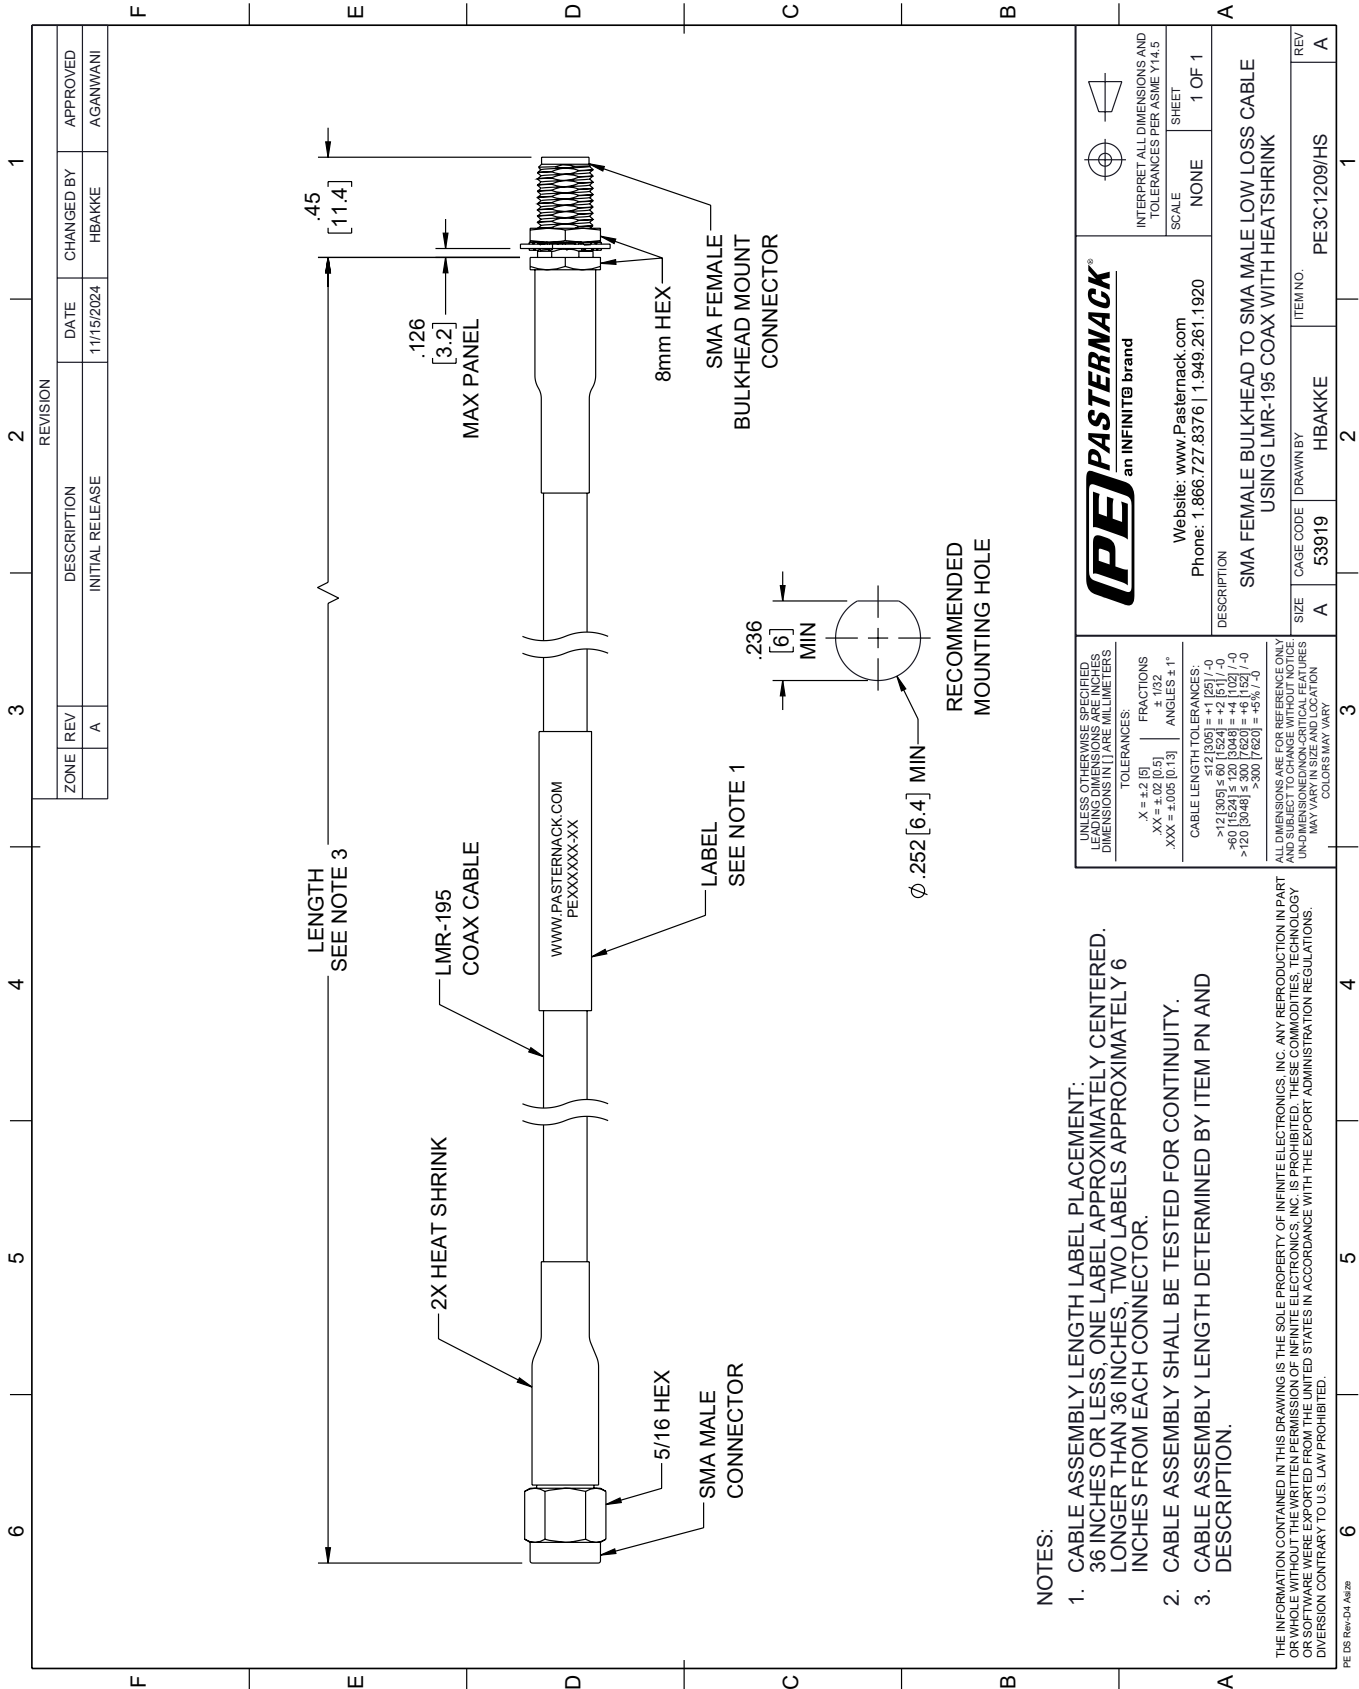 REVISION
ZONE REV DESCRIPTION DATE CHANGED BY APPROVED
A INITIAL RELEASE 11/15/2024 HBAKKE AGANWANI
6 5 4 3 2 1
F
E
D
C
B
A
LENGTH
SEE NOTE 3
.45
[11.4]
.126
[3.2]
MAX PANEL
2X HEAT SHRINK
LMR-195
COAX CABLE
WWW.PASTERNACK.COM
PEXXXXXX-XX
5/16 HEX
SMA MALE
CONNECTOR
LABEL
SEE NOTE 1
8mm HEX
SMA FEMALE
BULKHEAD MOUNT
CONNECTOR
.236
[6]
MIN
Ø.252 [6.4] MIN
RECOMMENDED
MOUNTING HOLE
NOTES:
1. CABLE ASSEMBLY LENGTH LABEL PLACEMENT:
36 INCHES OR LESS, ONE LABEL APPROXIMATELY CENTERED.
LONGER THAN 36 INCHES, TWO LABELS APPROXIMATELY 6
INCHES FROM EACH CONNECTOR.
2. CABLE ASSEMBLY SHALL BE TESTED FOR CONTINUITY.
3. CABLE ASSEMBLY LENGTH DETERMINED BY ITEM PN AND
DESCRIPTION.
THE INFORMATION CONTAINED IN THIS DRAWING IS THE SOLE PROPERTY OF INFINITE ELECTRONICS, INC. ANY REPRODUCTION IN PART
OR WHOLE WITHOUT THE WRITTEN PERMISSION OF INFINITE ELECTRONICS, INC. IS PROHIBITED. THESE COMMODITIES, TECHNOLOGY
OR SOFTWARE WERE EXPORTED FROM THE UNITED STATES IN ACCORDANCE WITH THE EXPORT ADMINISTRATION REGULATIONS.
DIVERSION CONTRARY TO U.S. LAW PROHIBITED.
UNLESS OTHERWISE SPECIFIED
LEADING DIMENSIONS ARE INCHES
DIMENSIONS IN [ ] ARE MILLIMETERS
TOLERANCES:
.X = ±.2 [5] FRACTIONS
.XX = ±.02 [0.5] ± 1/32
.XXX = ±.005 [0.13] ANGLES ± 1°
CABLE LENGTH TOLERANCES:
≤12 [305] = +1 [25] / -0
>12 [305] ≤ 60 [1524] = +2 [51] / -0
>60 [1524] ≤ 120 [3048] = +4 [102] / -0
>120 [3048] ≤ 300 [7620] = +6 [152] / -0
>300 [7620] = +5% / -0
ALL DIMENSIONS ARE FOR REFERENCE ONLY
AND SUBJECT TO CHANGE WITHOUT NOTICE.
UN-DIMENSIONED/NON-CRITICAL FEATURES
MAY VARY IN SIZE AND LOCATION
COLORS MAY VARY
PE PASTERNACK®
an INFINIT@ brand
Website: www.Pasternack.com
Phone: 1.866.727.8376 | 1.949.261.1920
INTERPRET ALL DIMENSIONS AND
TOLERANCES PER ASME Y14.5
SCALE NONE SHEET 1 OF 1
DESCRIPTION
SMA FEMALE BULKHEAD TO SMA MALE LOW LOSS CABLE
USING LMR-195 COAX WITH HEATSHRINK
SIZE CAGE CODE DRAWN BY ITEM NO. REV
A 53919 HBAKKE PE3C1209/HS A
6 5 4 3 2 1
F
E
D
C
B
A
PE DS Rev-D4 Asize